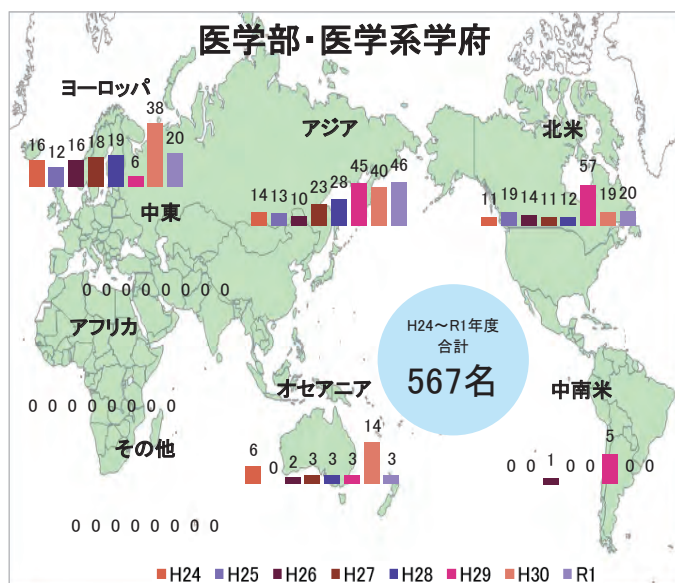 医学部・医学系学府
ヨーロッパ
16 12 16 18 19 6 38 20
アジア
14 13 10 23 28 45 40 46
北米
11 19 14 11 12 57 19 20
中東
0 0 0 0 0 0 0 0
アフリカ
0 0 0 0 0 0 0 0
H24～R1年度
合計
567名
オセアニア
6 0 2 3 3 3 14 3
中南米
0 0 1 0 0 5 0 0
その他
0 0 0 0 0 0 0 0
H24 H25 H26 H27 H28 H29 H30 R1